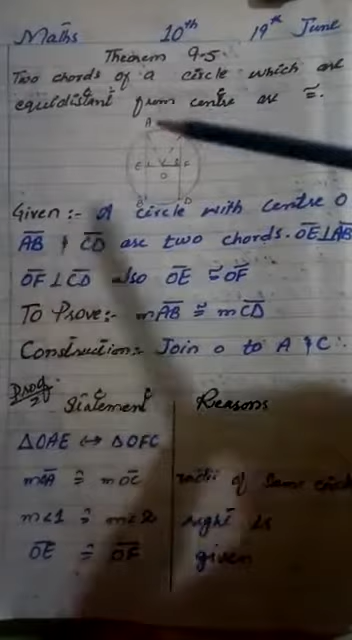 Maths 10th 19th June
Theorem 9.5
Two chords of a circle which are
equidistant from centre are ≅.
A
E F
O
B D
Given :- A circle with centre O
AB & CD are two chords. OE⊥AB
OF⊥CD also OE ≅ OF
To Prove:- mAB ≅ mCD
Construction:- Join O to A & C.
Proof
Statement Reasons
ΔOAE ↔ ΔOFC
mOA ≅ mOC radii of same circle
m<1 ≅ m<2 right ∠s
OE ≅ OF given